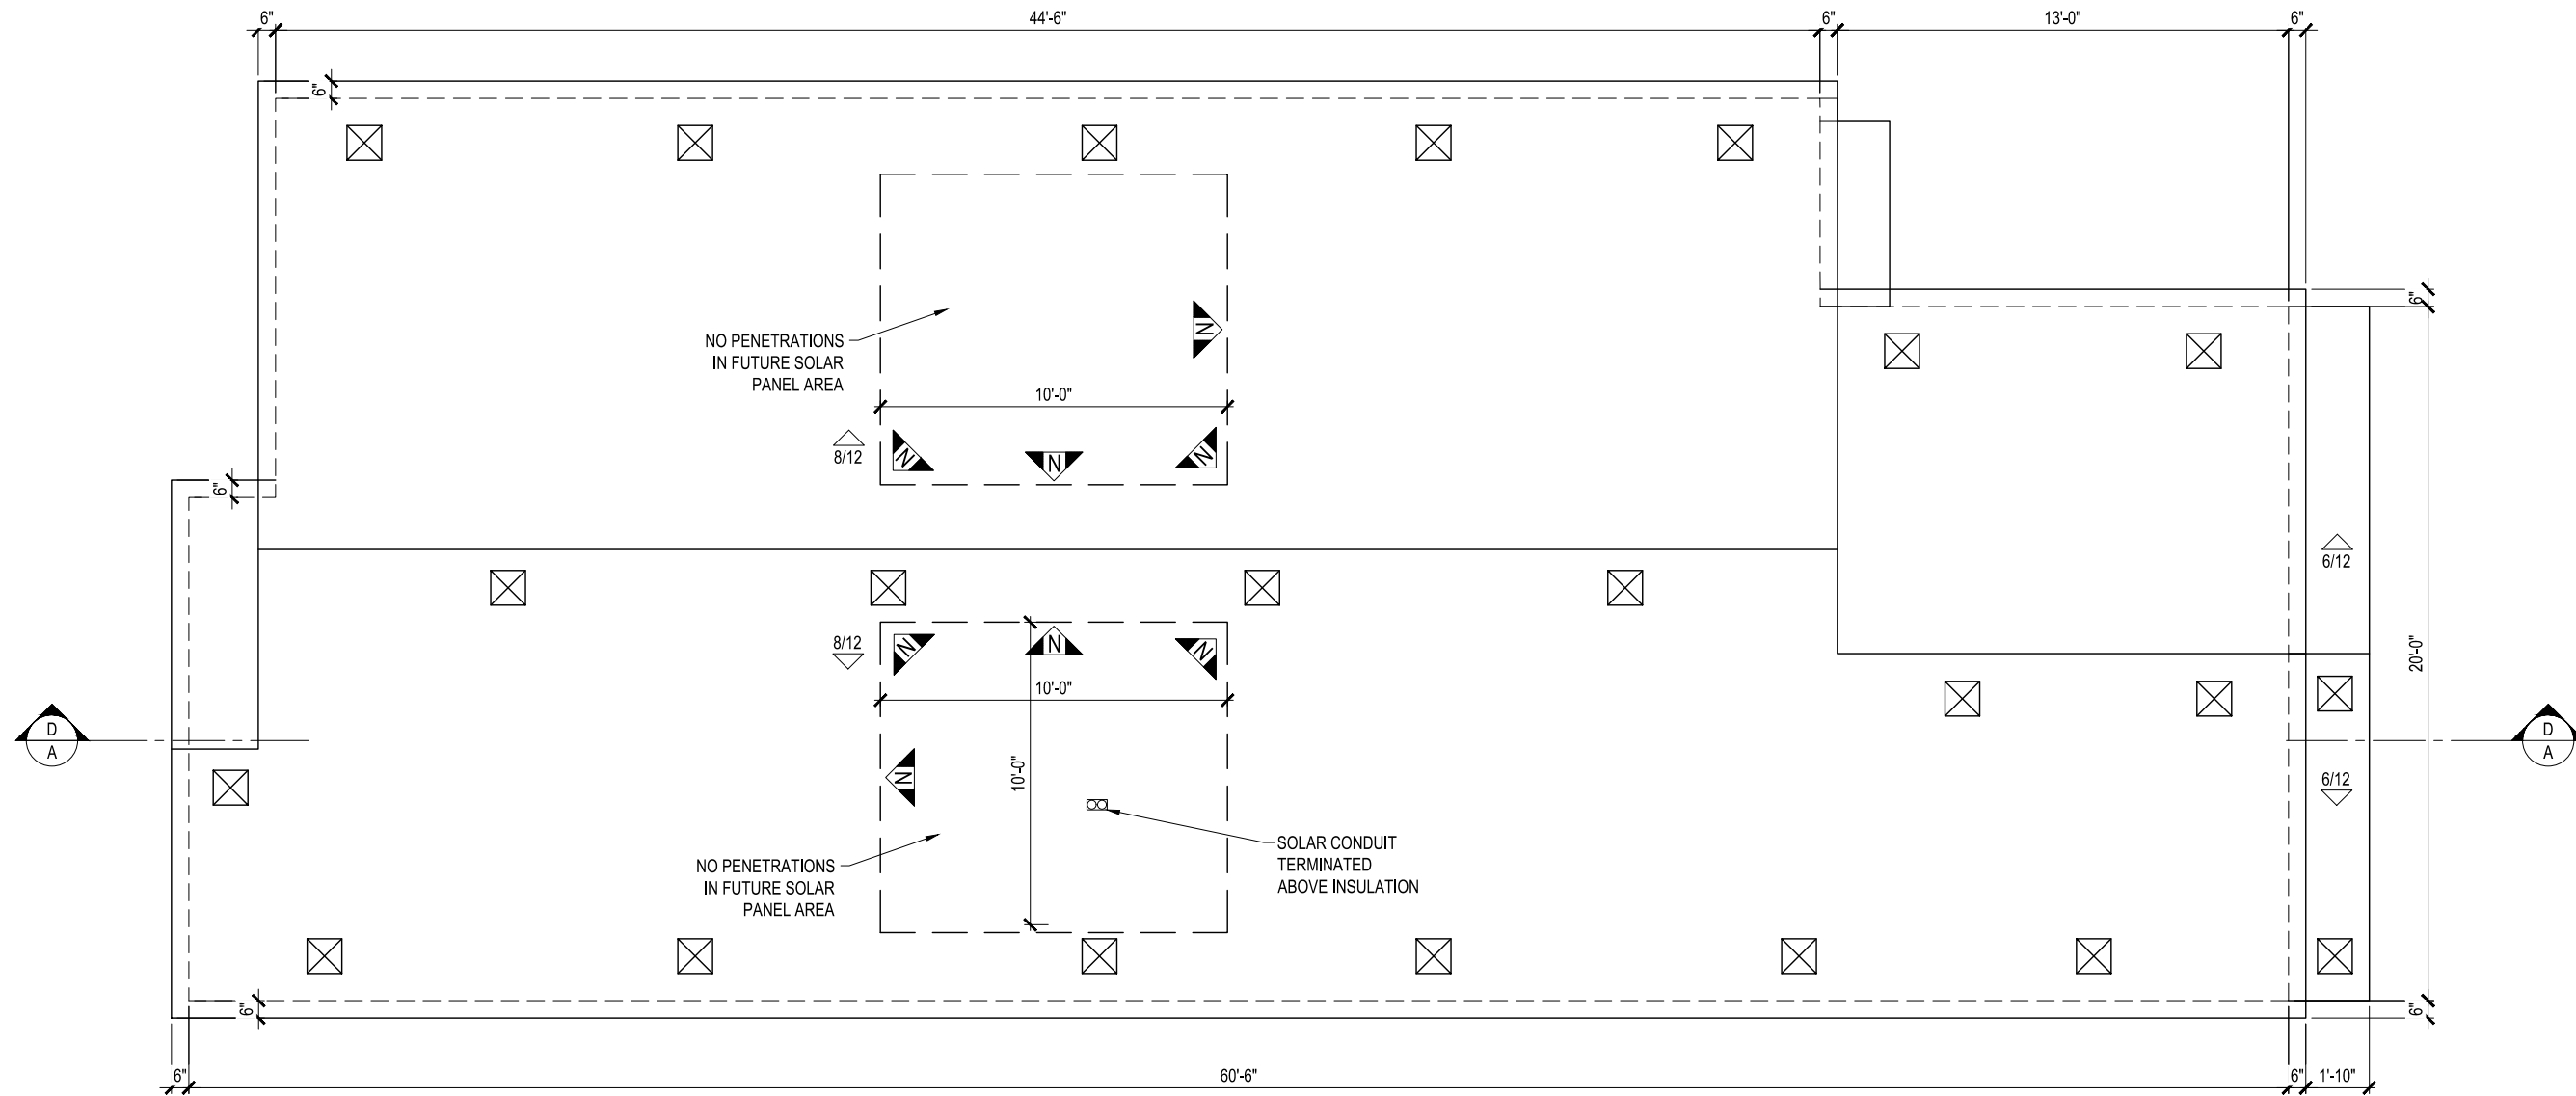 6"
44'-6"
6"
13'-0"
6"
6"
6"
NO PENETRATIONS
IN FUTURE SOLAR
PANEL AREA
N
10'-0"
8/12
N
N
N
6"
6/12
8/12
N
N
N
20'-0"
10'-0"
D
A
D
A
N
10'-0"
6/12
NO PENETRATIONS
IN FUTURE SOLAR
PANEL AREA
SOLAR CONDUIT
TERMINATED
ABOVE INSULATION
6"
6"
6"
60'-6"
6"
1'-10"